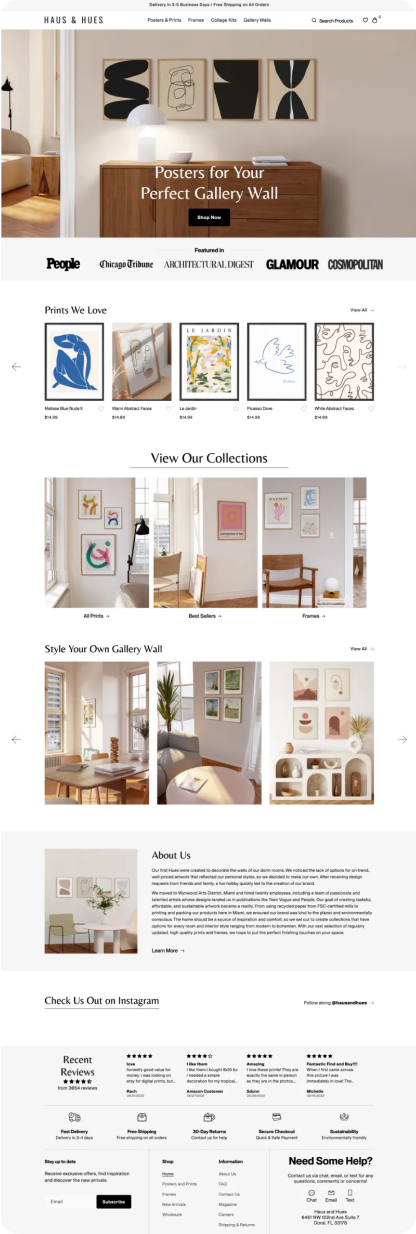 Delivery in 3-5 Business Days / Free Shipping on All Orders
HAUS & HUES
Posters & Prints Frames Collage Kits Gallery Walls
Search Products
0
Posters for Your
Perfect Gallery Wall
Shop Now
Featured in
People Chicago Tribune ARCHITECTURAL DIGEST GLAMOUR COSMOPOLITAN
Prints We Love
View All →
LE JARDIN
Matisse Blue Nude II Warm Abstract Faces Le Jardin Picasso Dove White Abstract Faces
$14.99 $14.99 $14.99 $14.99 $14.99
View Our Collections
All Prints → Best Sellers → Frames →
Style Your Own Gallery Wall
View All →
About Us
Our first Hues were created to decorate the walls of our dorm rooms. We noticed the lack of options for on-trend,
well-priced artwork that reflected our personal styles, so we decided to make our own. After receiving design
requests from friends and family, a fun hobby quickly led to the creation of our brand.
We moved to Wynwood Arts District, Miami and hired twenty employees, including a team of passionate and
talented artists whose designs landed us in publications like Teen Vogue and People. Our goal of creating tasteful,
affordable, and sustainable artwork became a reality. From using recycled paper from FSC-certified mills to
printing and packing our products here in Miami, we ensured our brand was kind to the planet and environmentally
conscious. The home should be a source of inspiration and comfort, so we set out to create collections that have
options for every room and interior style ranging from modern to bohemian. With our vast selection of regularly
updated, high quality prints and frames, we hope to put the perfect finishing touches on your space.
Learn More →
Check Us Out on Instagram
Follow along @hausandhues →
Recent
Reviews
from 3654 reviews
love
honestly good value for
money. i was looking on
etsy for digital prints, but..
Rach
I like them
I like them I bought 8x10 bc
I needed a simple
decoration for my tropical..
Amazon Customer
Amazing
I love these prints! They are
exactly the same in person
as they are in the photos...
Sdunn
Fantastic Find and Buy!!!!
When I first came across
this picture I was
immediately in love! The..
Michelle
Fast Delivery
Delivery in 3-5 days
Free Shipping
Free shipping on all orders
30-Day Returns
Contact us for help
Secure Checkout
Quick & Safe Payment
Sustainability
Environmentally friendly
Stay up to date
Receive exclusive offers, find inspiration
and discover the new arrivals.
Email
Subscribe
Shop
Home
Posters and Prints
Frames
New Arrivals
Wholesale
Information
About Us
FAQ
Contact Us
Magazine
Careers
Shipping & Returns
Need Some Help?
Contact us via chat, email, or text for any
questions, comments or concerns!
Chat Email Text
Haus and Hues
6451 NW 102nd Ave Suite 7
Doral, FL 33178